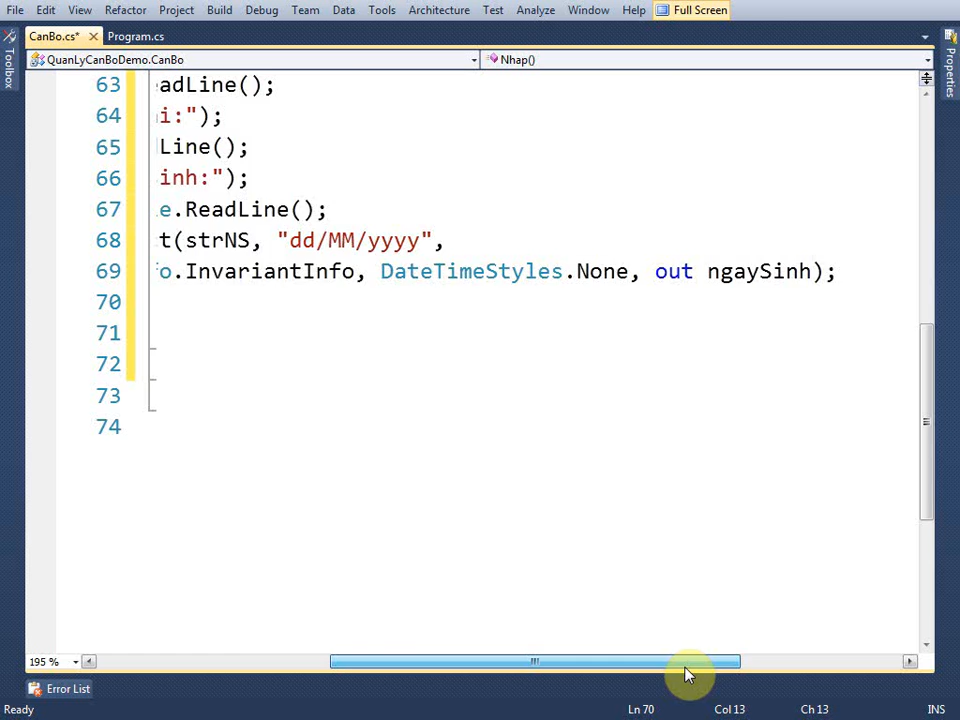 File Edit View Refactor Project Build Debug Team Data Tools Architecture Test Analyze Window Help Full Screen
CanBo.cs* Program.cs
QuanLyCanBoDemo.CanBo Nhap()
Toolbox
Properties
63 adLine();
64 i:");
65 Line();
66 inh:");
67 e.ReadLine();
68 t(strNS, "dd/MM/yyyy",
69 o.InvariantInfo, DateTimeStyles.None, out ngaySinh);
70
71
72
73
74
195 %
Error List
Ready Ln 70 Col 13 Ch 13 INS